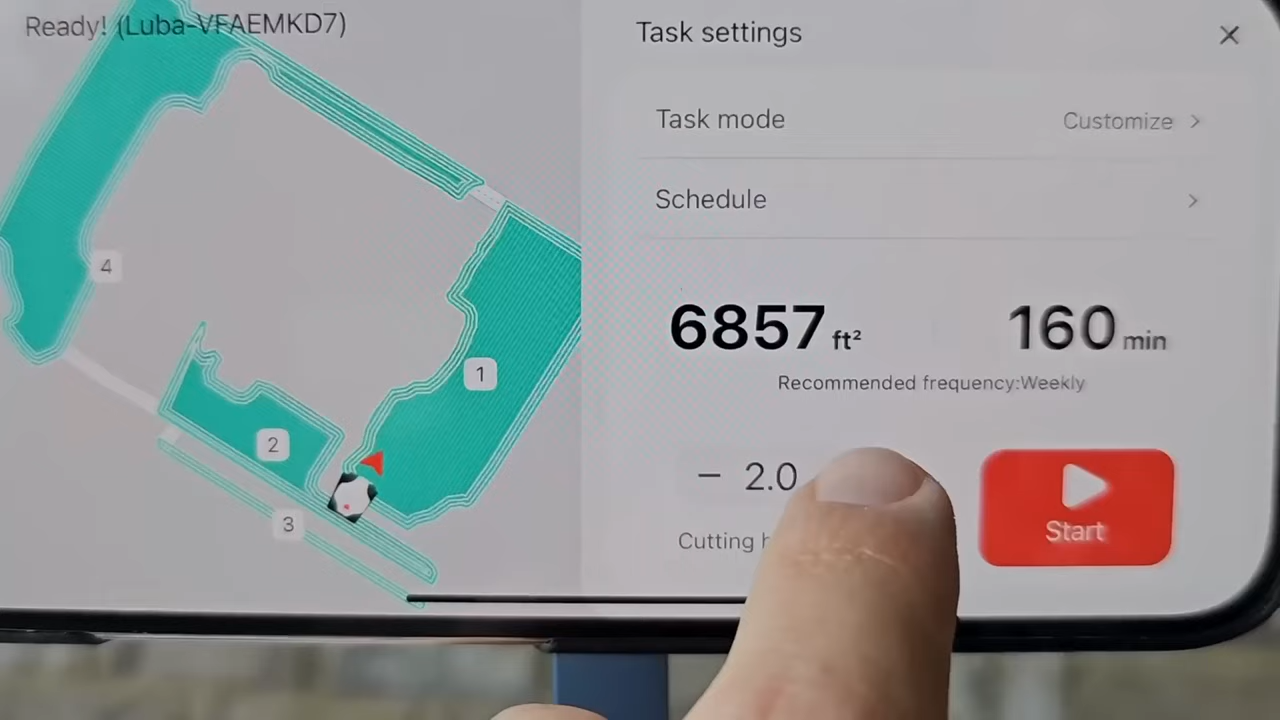 Ready! (Luba-VFAEMKD7)
Task settings
Task mode
Customize
Schedule
4
1
2
3
6857 ft²
160 min
Recommended frequency:Weekly
− 2.0
Cutting
Start